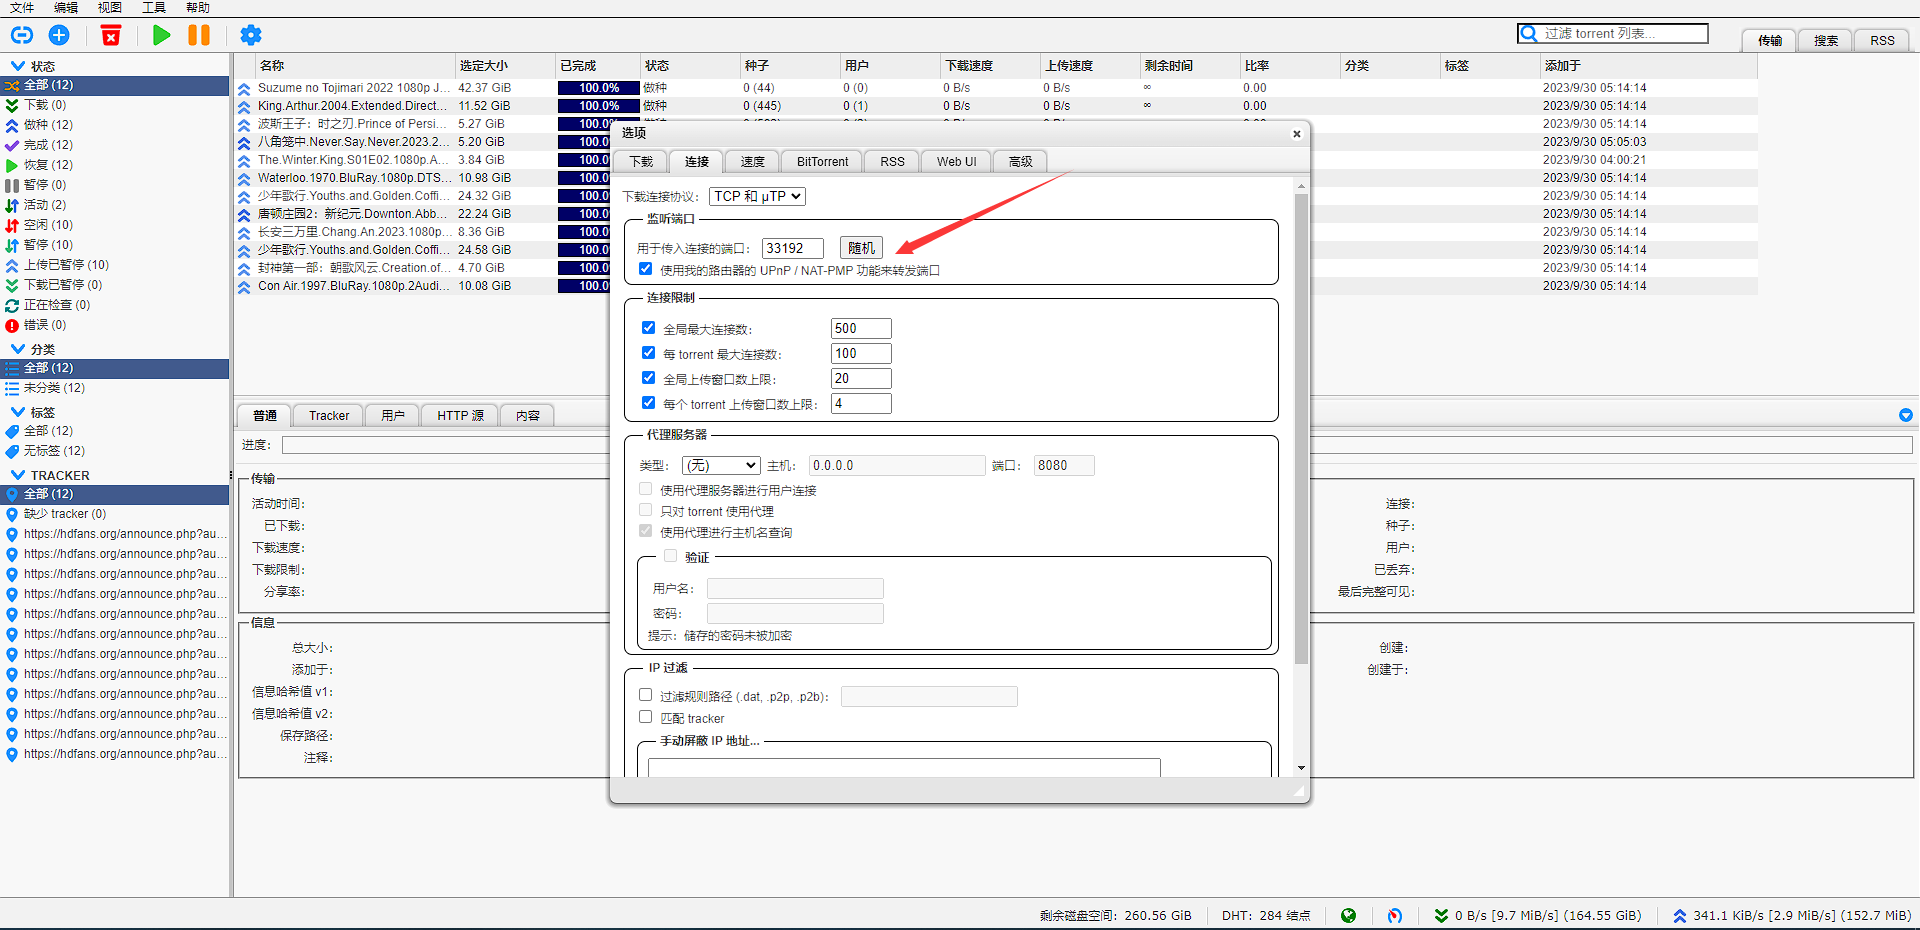 文件 编辑 视图 工具 帮助
过滤 torrent 列表... 传输 搜索 RSS
状态
全部 (12)
下载 (0)
做种 (12)
完成 (12)
恢复 (12)
暂停 (0)
活动 (2)
空闲 (10)
暂停 (10)
上传已暂停 (10)
下载已暂停 (0)
正在检查 (0)
错误 (0)
分类
全部 (12)
未分类 (12)
标签
全部 (12)
无标签 (12)
TRACKER
全部 (12)
缺少 tracker (0)
https://hdfans.org/announce.php?au...
https://hdfans.org/announce.php?au...
https://hdfans.org/announce.php?au...
https://hdfans.org/announce.php?au...
https://hdfans.org/announce.php?au...
https://hdfans.org/announce.php?au...
https://hdfans.org/announce.php?au...
https://hdfans.org/announce.php?au...
https://hdfans.org/announce.php?au...
https://hdfans.org/announce.php?au...
https://hdfans.org/announce.php?au...
https://hdfans.org/announce.php?au...
名称 选定大小 已完成 状态 种子 用户 下载速度 上传速度 剩余时间 比率 分类 标签 添加于
Suzume no Tojimari 2022 1080p J... 42.37 GiB 100.0% 做种 0 (44) 0 (0) 0 B/s 0 B/s ∞ 0.00 2023/9/30 05:14:14
King.Arthur.2004.Extended.Direct... 11.52 GiB 100.0% 做种 0 (445) 0 (1) 0 B/s 0 B/s ∞ 0.00 2023/9/30 05:14:14
波斯王子：时之刃.Prince of Persi... 5.27 GiB 100.0 2023/9/30 05:14:14
八角笼中.Never.Say.Never.2023.2... 5.20 GiB 100.0 2023/9/30 05:05:03
The.Winter.King.S01E02.1080p.A... 3.84 GiB 100.0 2023/9/30 04:00:21
Waterloo.1970.BluRay.1080p.DTS... 10.98 GiB 100.0 2023/9/30 05:14:14
少年歌行.Youths.and.Golden.Coffi... 24.32 GiB 100.0 2023/9/30 05:14:14
唐顿庄园2：新纪元.Downton.Abb... 22.24 GiB 100.0 2023/9/30 05:14:14
长安三万里.Chang.An.2023.1080p... 8.36 GiB 100.0 2023/9/30 05:14:14
少年歌行.Youths.and.Golden.Coffi... 24.58 GiB 100.0 2023/9/30 05:14:14
封神第一部：朝歌风云.Creation.of... 4.70 GiB 100.0 2023/9/30 05:14:14
Con Air.1997.BluRay.1080p.2Audi... 10.08 GiB 100.0 2023/9/30 05:14:14
选项
下载 连接 速度 BitTorrent RSS Web UI 高级
下载连接协议： TCP 和 μTP
监听端口
用于传入连接的端口： 33192 随机
使用我的路由器的 UPnP / NAT-PMP 功能来转发端口
连接限制
全局最大连接数： 500
每 torrent 最大连接数： 100
全局上传窗口数上限： 20
每个 torrent 上传窗口数上限： 4
代理服务器
类型： (无) 主机： 0.0.0.0 端口： 8080
使用代理服务器进行用户连接
只对 torrent 使用代理
使用代理进行主机名查询
验证
用户名：
密码：
提示：储存的密码未被加密
IP 过滤
过滤规则路径 (.dat, .p2p, .p2b)：
匹配 tracker
手动屏蔽 IP 地址...
普通 Tracker 用户 HTTP 源 内容
进度：
传输
活动时间： 连接：
已下载： 种子：
下载速度： 用户：
下载限制： 已丢弃：
分享率： 最后完整可见：
信息
总大小： 创建：
添加于： 创建于：
信息哈希值 v1：
信息哈希值 v2：
保存路径：
注释：
剩余磁盘空间：260.56 GiB DHT：284 结点 0 B/s [9.7 MiB/s] (164.55 GiB) 341.1 KiB/s [2.9 MiB/s] (152.7 MiB)